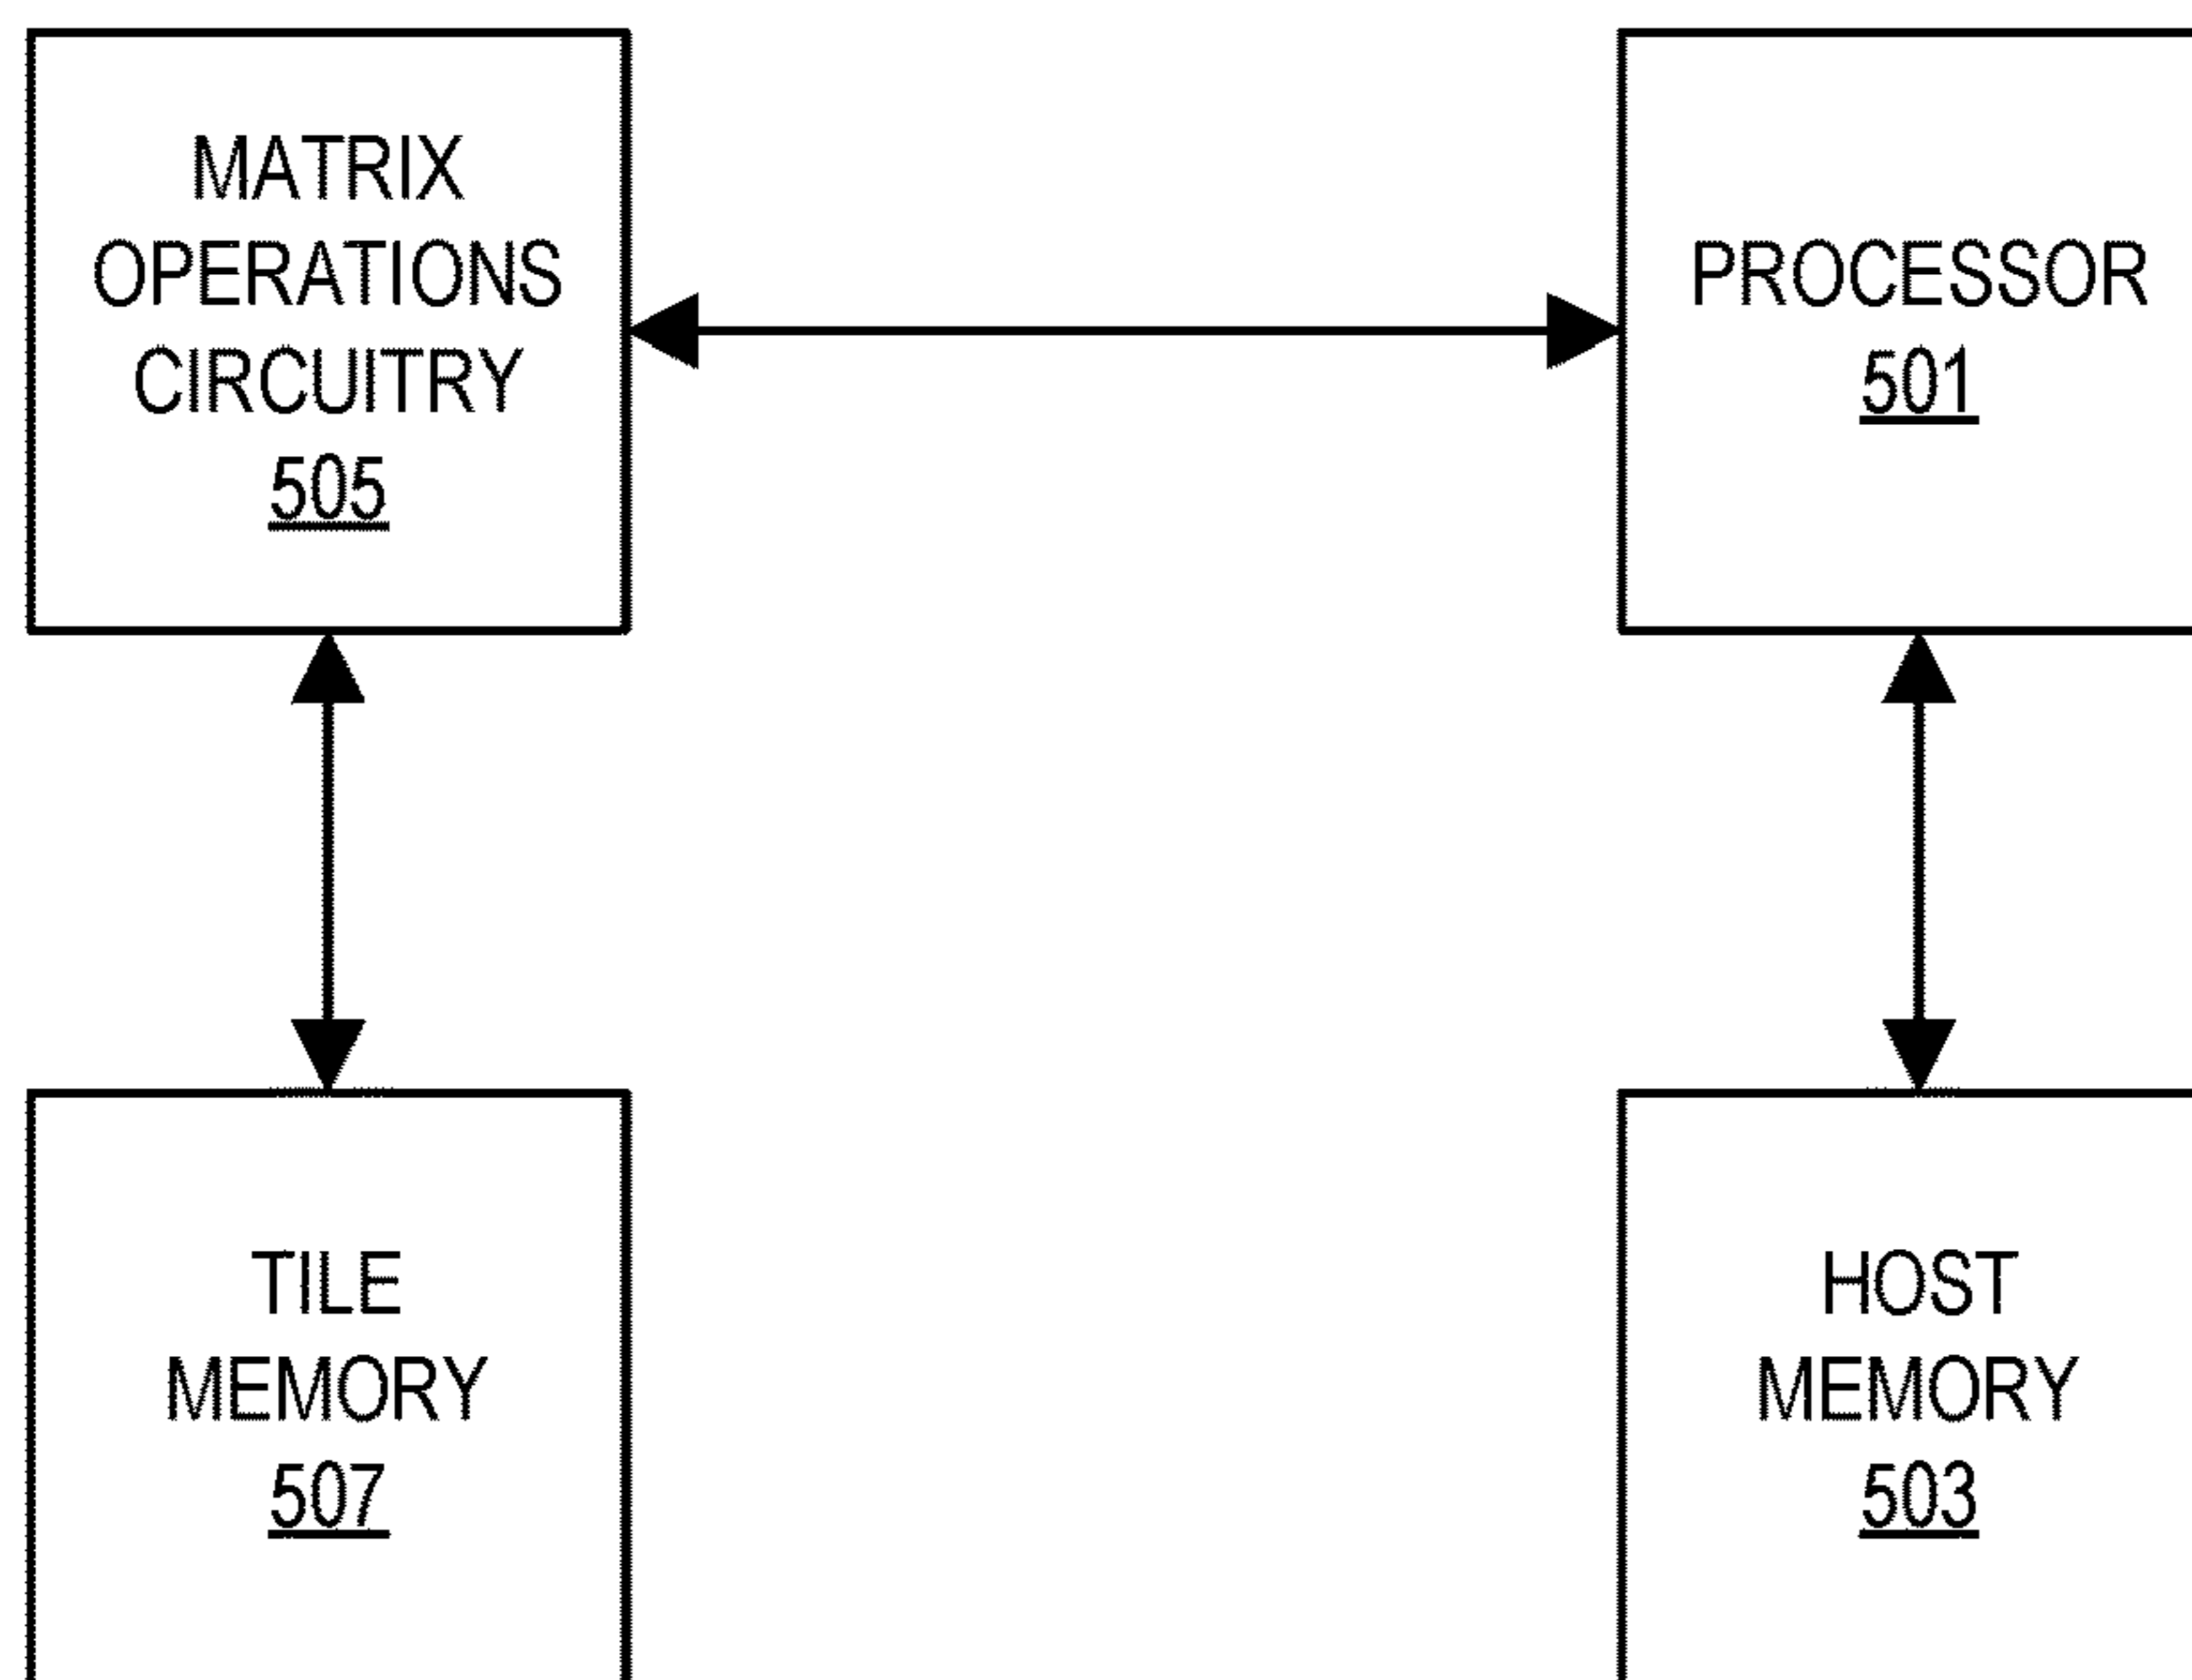 MATRIX
OPERATIONS
CIRCUITRY
505
PROCESSOR
501
TILE
MEMORY
507
HOST
MEMORY
503